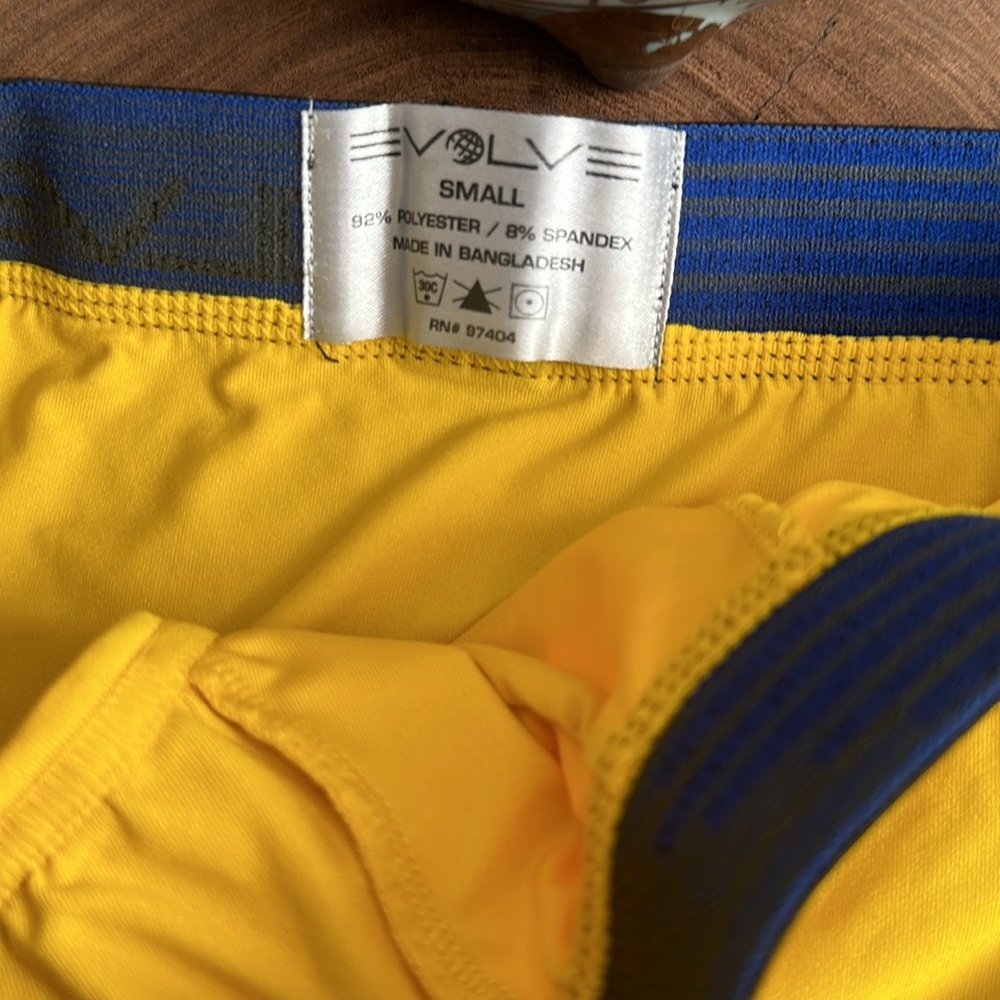 EVOLVE
SMALL
92% POLYESTER / 8% SPANDEX
MADE IN BANGLADESH
30C
RN# 97404